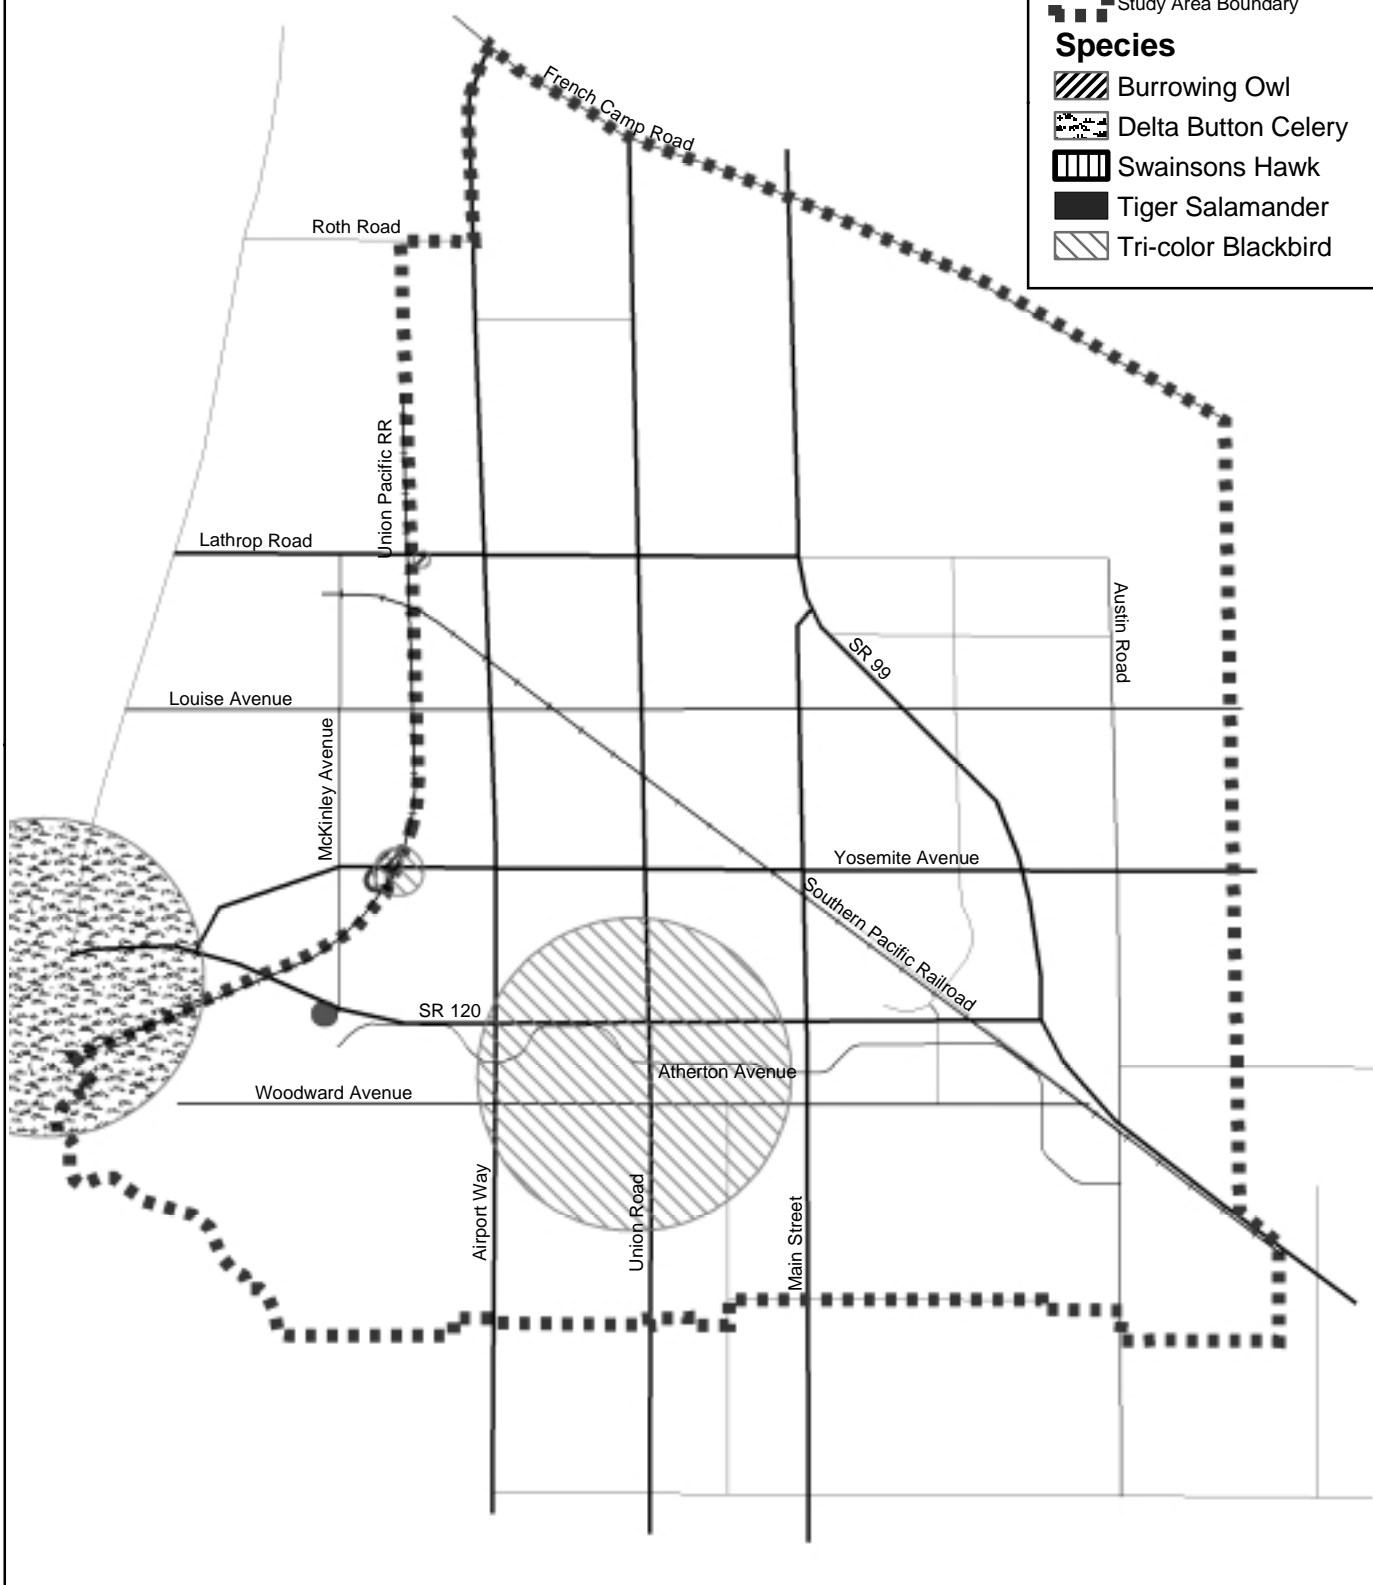 Study Area Boundary
Species
Burrowing Owl
Delta Button Celery
Swainsons Hawk
Tiger Salamander
Tri-color Blackbird
French Camp Road
Roth Road
Union Pacific RR
Lathrop Road
Austin Road
SR 99
Louise Avenue
McKinley Avenue
Yosemite Avenue
Southern Pacific Railroad
SR 120
Atherton Avenue
Woodward Avenue
Airport Way
Union Road
Main Street